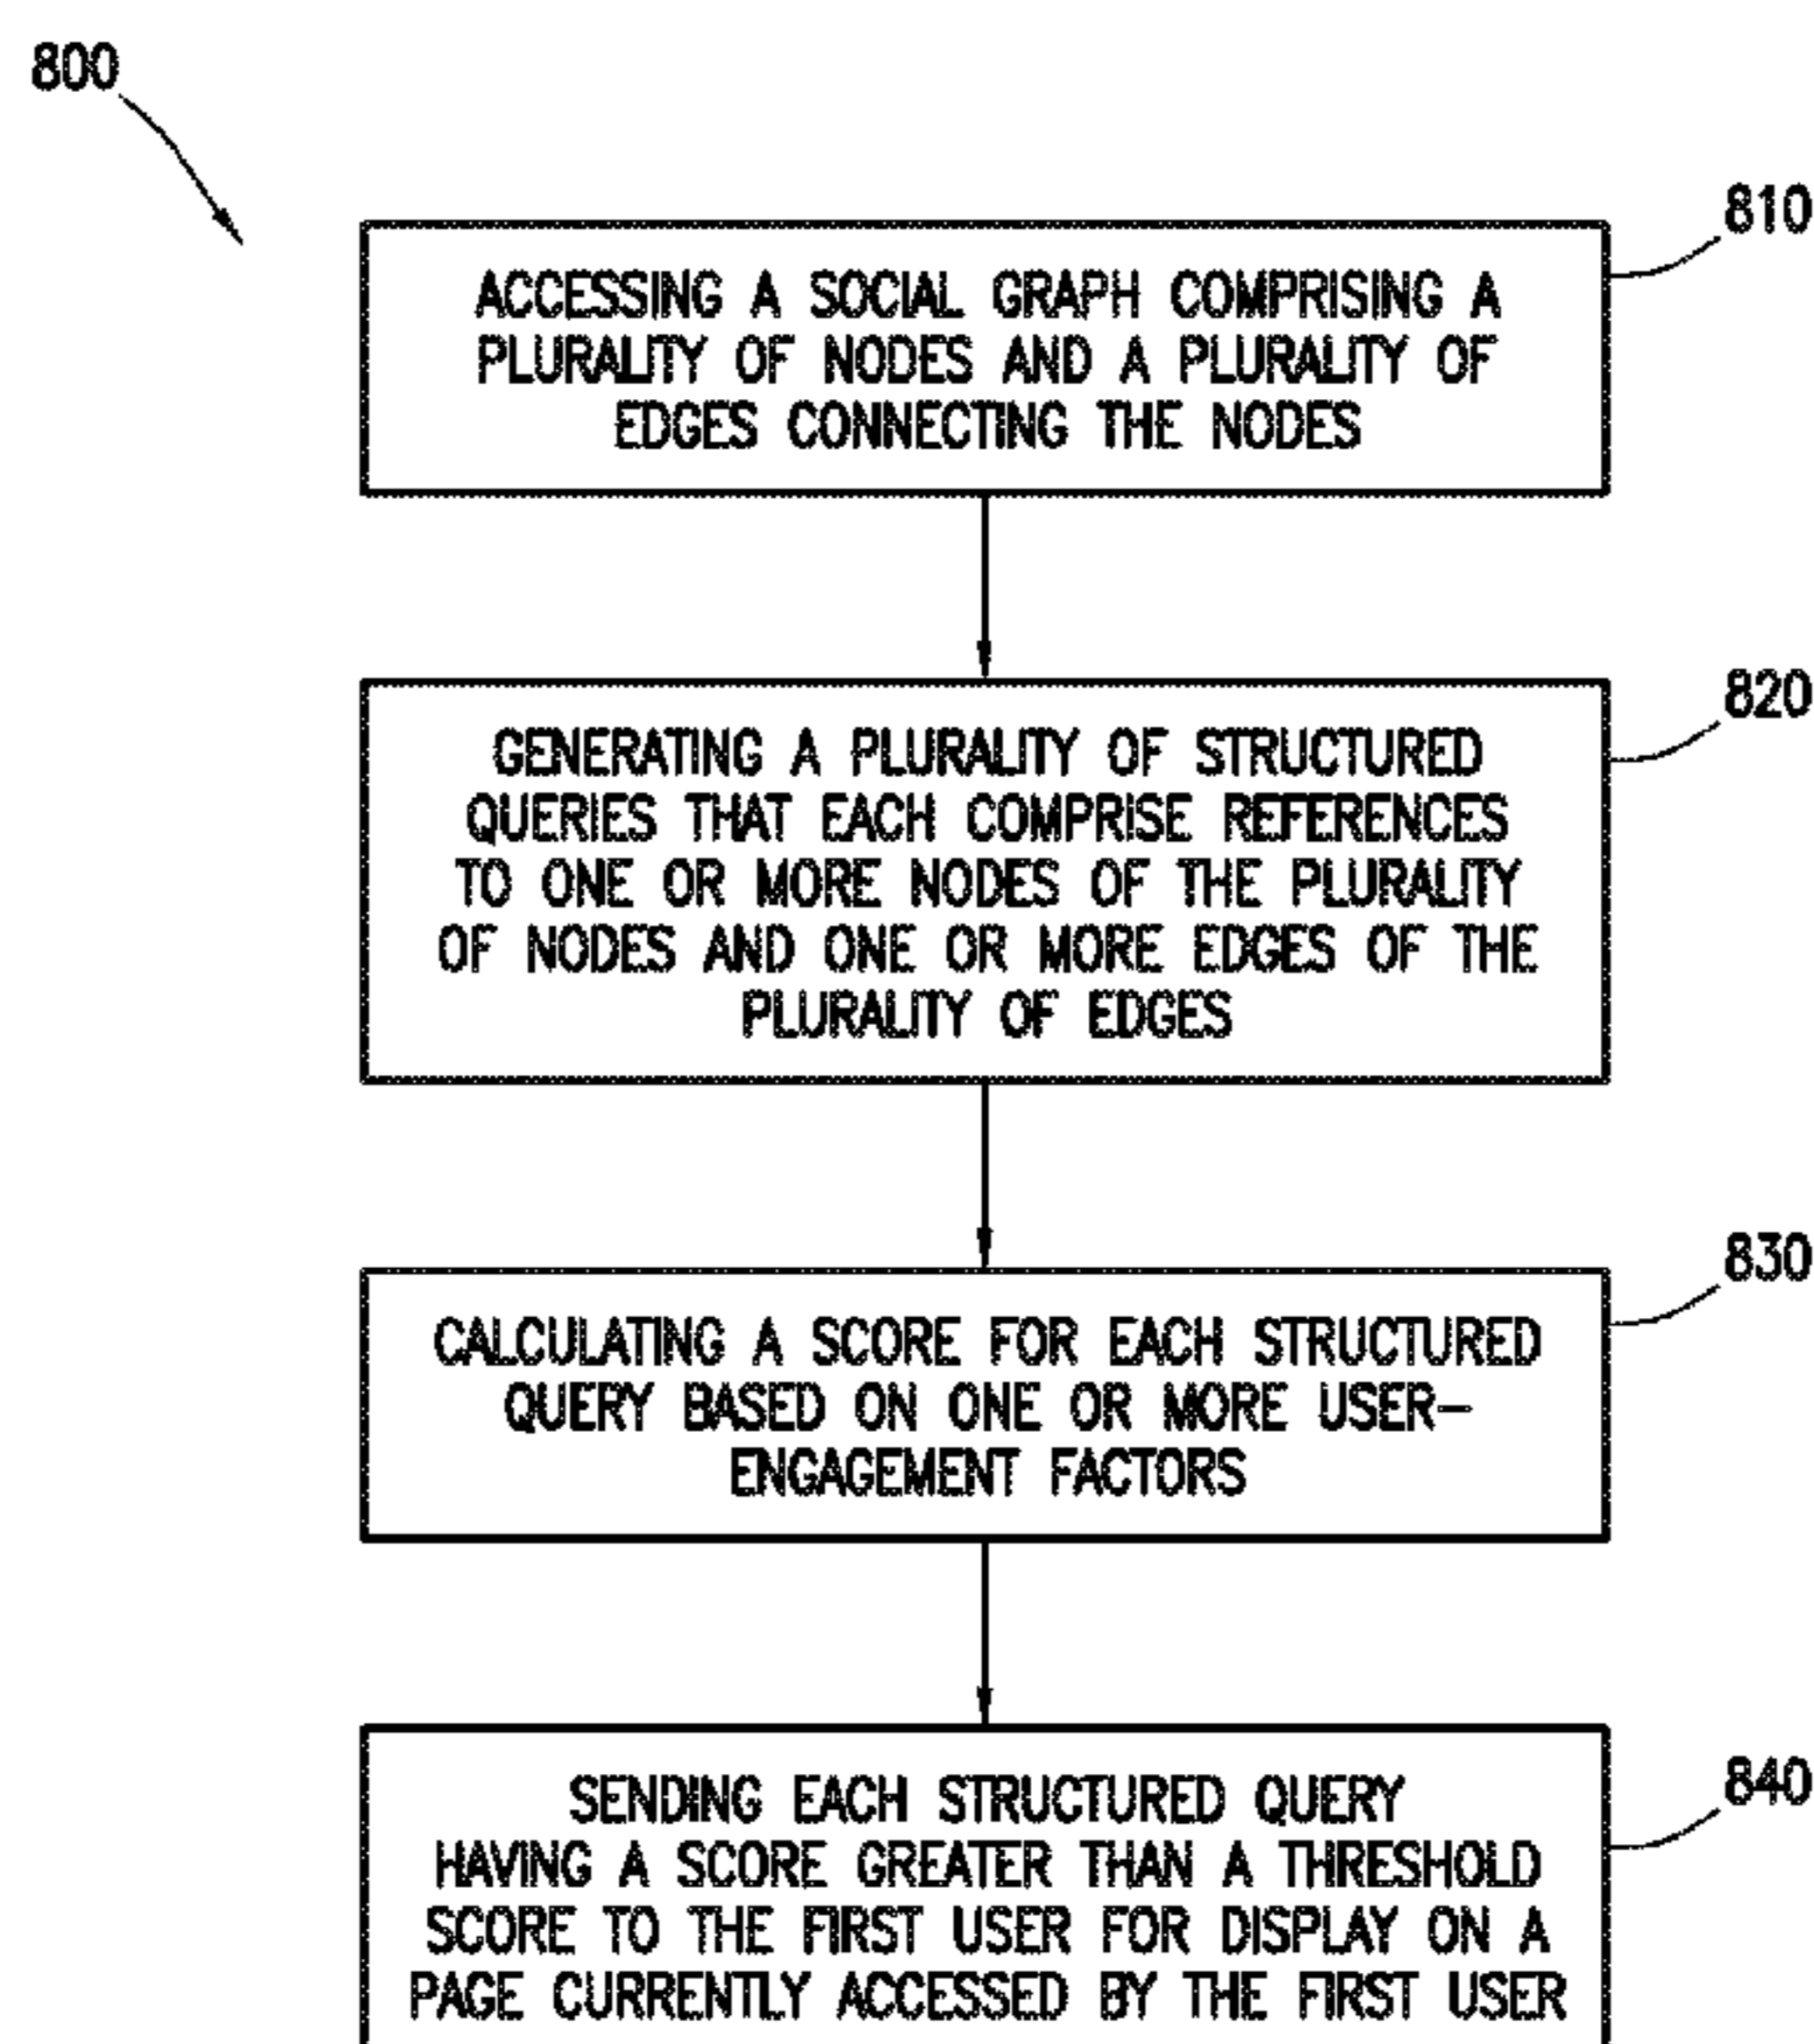 800
810
ACCESSING A SOCIAL GRAPH COMPRISING A
PLURALITY OF NODES AND A PLURALITY OF
EDGES CONNECTING THE NODES
820
GENERATING A PLURALITY OF STRUCTURED
QUERIES THAT EACH COMPRISE REFERENCES
TO ONE OR MORE NODES OF THE PLURALITY
OF NODES AND ONE OR MORE EDGES OF THE
PLURALITY OF EDGES
830
CALCULATING A SCORE FOR EACH STRUCTURED
QUERY BASED ON ONE OR MORE USER-
ENGAGEMENT FACTORS
840
SENDING EACH STRUCTURED QUERY
HAVING A SCORE GREATER THAN A THRESHOLD
SCORE TO THE FIRST USER FOR DISPLAY ON A
PAGE CURRENTLY ACCESSED BY THE FIRST USER